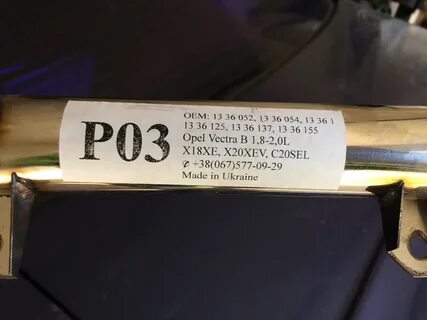 P03
OEM: 13 36 052, 13 36 054, 13 36 1
13 36 125, 13 36 137, 13 36 155
Opel Vectra B 1,8-2,0L
X18XE, X20XEV, C20SEL
✆ +38(067)577-09-29
Made in Ukraine